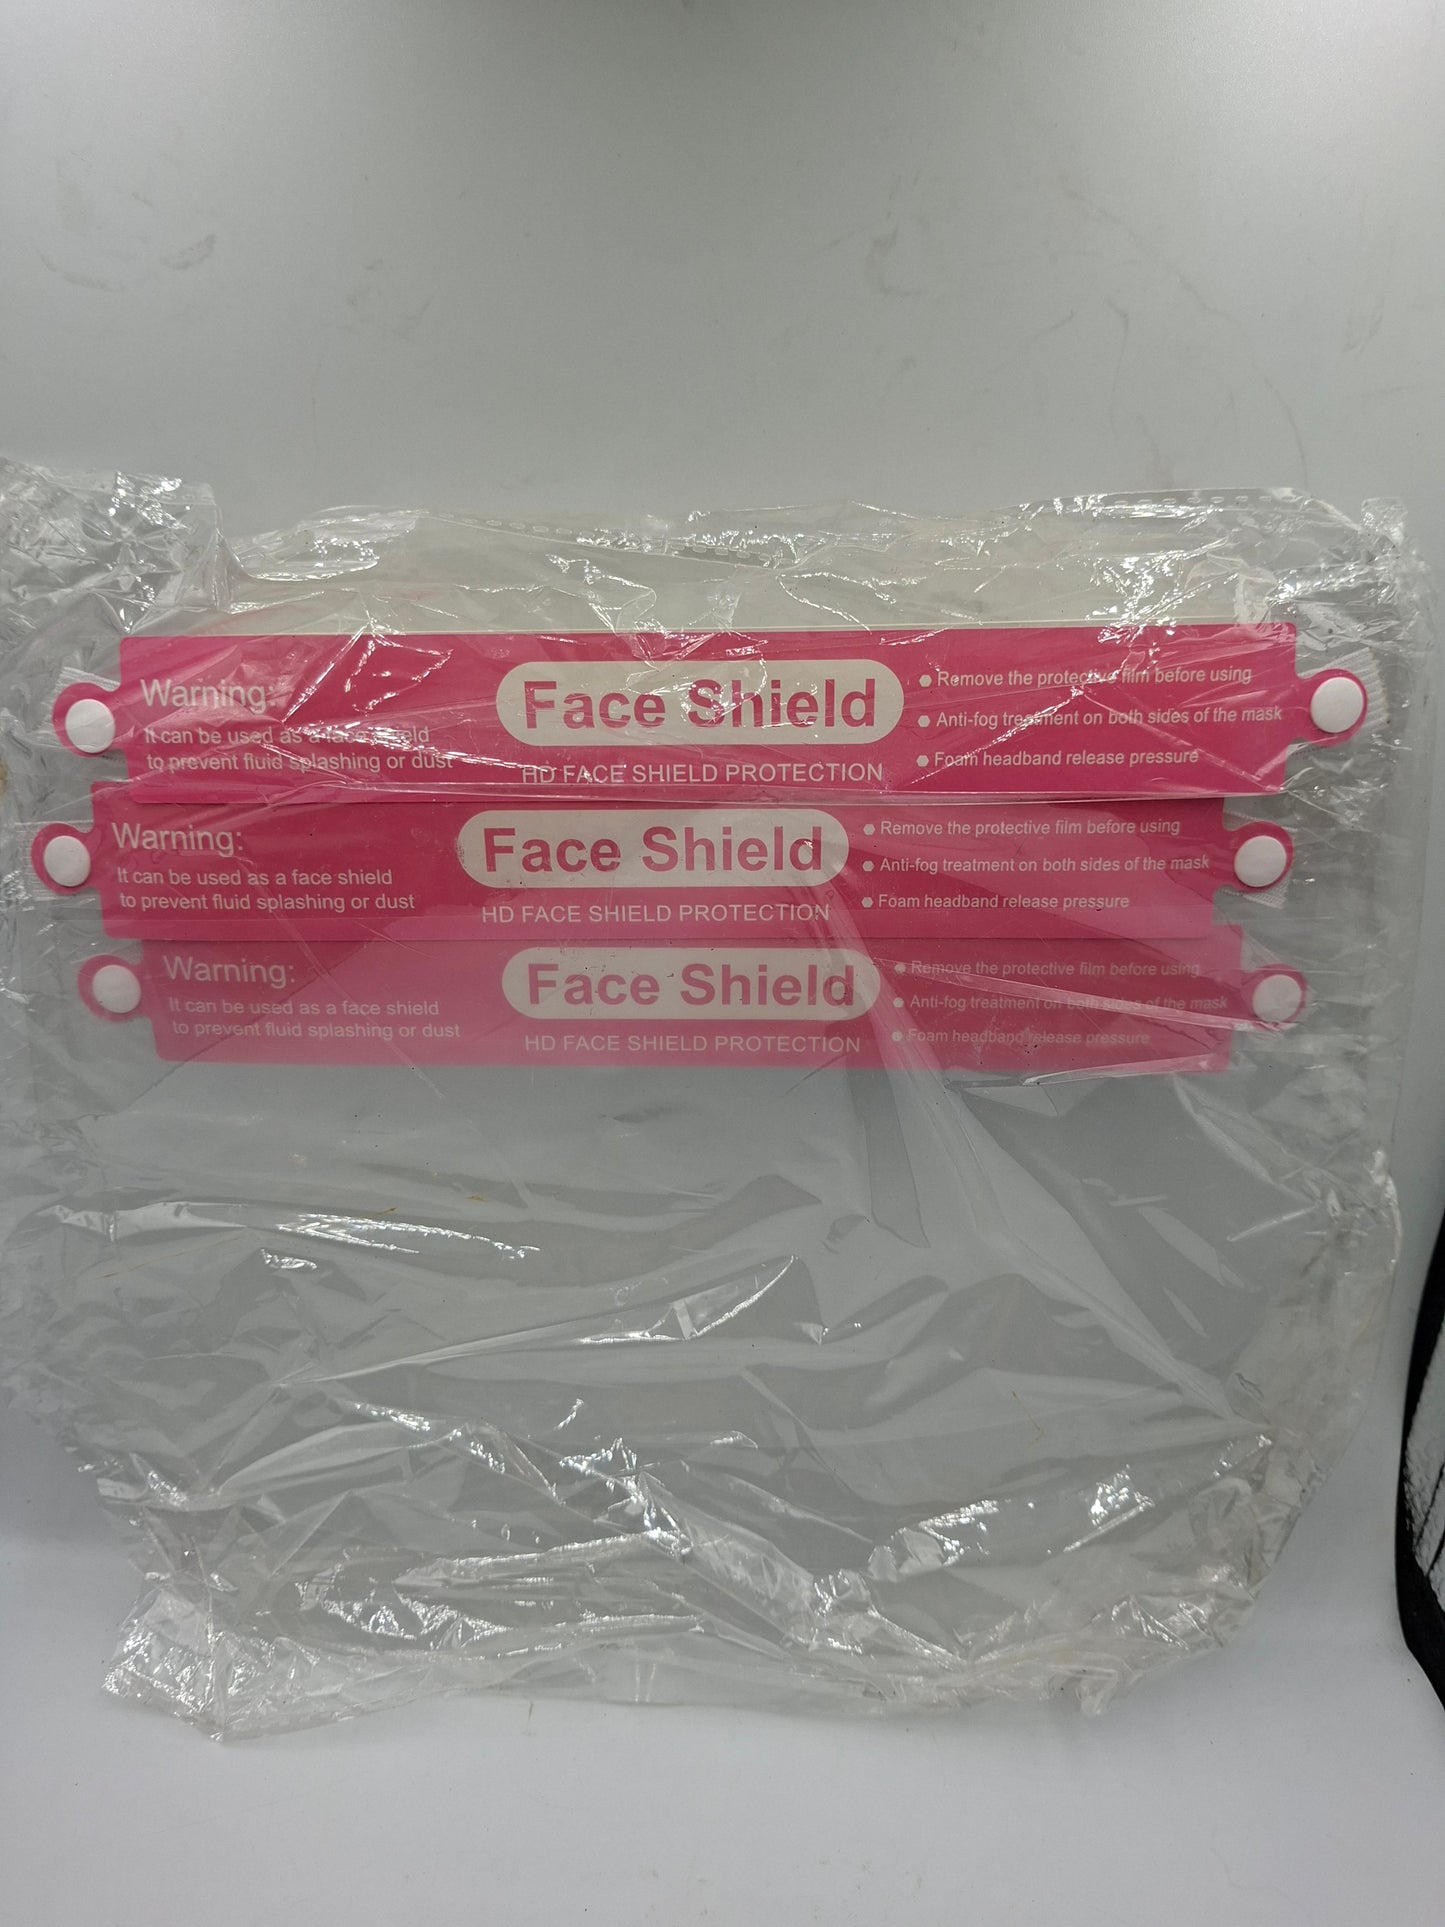 Warning:
It can be used as a face shield
to prevent fluid splashing or dust
Face Shield
HD FACE SHIELD PROTECTION
Remove the protective film before using
Anti-fog treatment on both sides of the mask
Foam headband release pressure
Warning:
It can be used as a face shield
to prevent fluid splashing or dust
Face Shield
HD FACE SHIELD PROTECTION
Remove the protective film before using
Anti-fog treatment on both sides of the mask
Foam headband release pressure
Warning:
It can be used as a face shield
to prevent fluid splashing or dust
Face Shield
HD FACE SHIELD PROTECTION
Remove the protective film before using
Anti-fog treatment on both sides of the mask
Foam headband release pressure